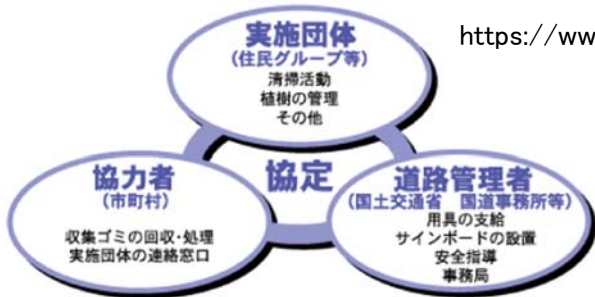 実施団体
(住民グループ等)
清掃活動
植樹の管理
その他
https://ww
協定
協力者
(市町村)
収集ゴミの回収・処理
実施団体の連絡窓口
道路管理者
(国土交通省 国道事務所等)
用具の支給
サインボードの設置
安全指導
事務局